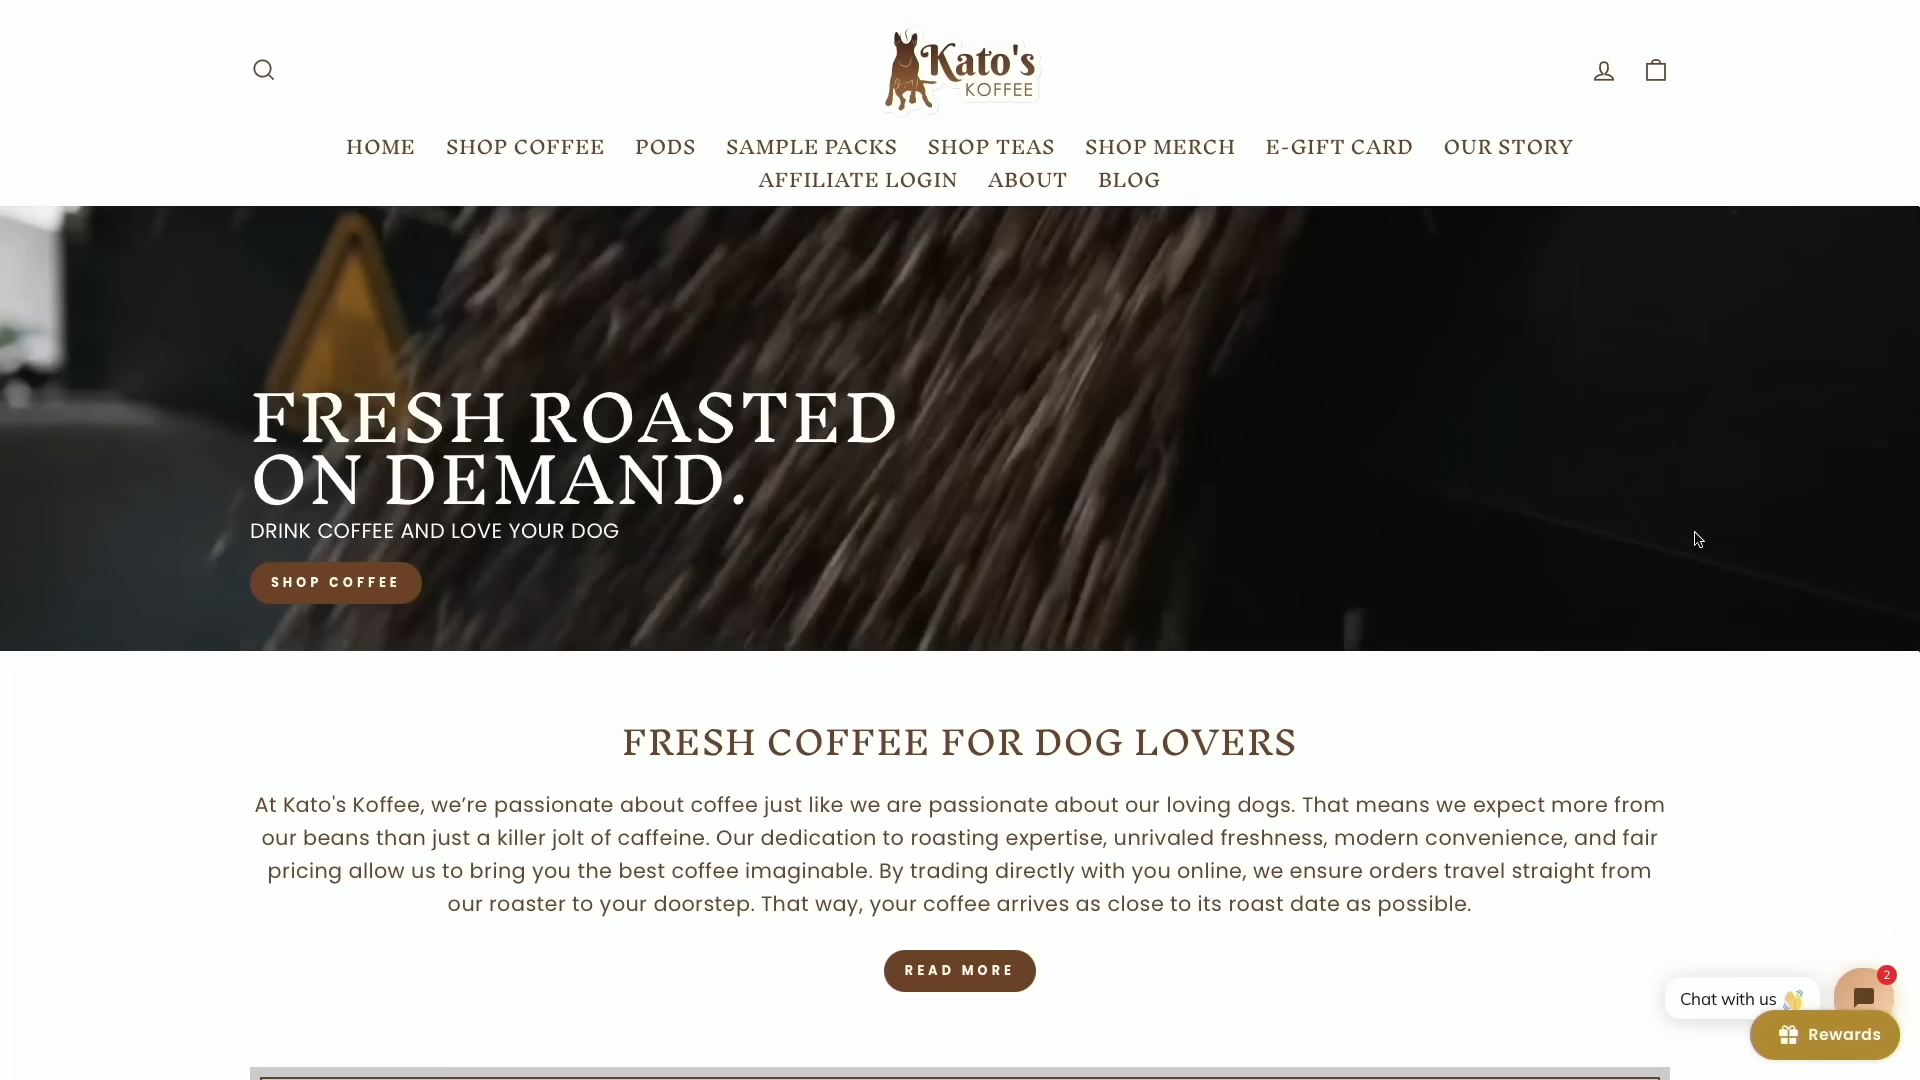 Kato's
KOFFEE
HOME SHOP COFFEE PODS SAMPLE PACKS SHOP TEAS SHOP MERCH E-GIFT CARD OUR STORY
AFFILIATE LOGIN ABOUT BLOG
FRESH ROASTED
ON DEMAND.
DRINK COFFEE AND LOVE YOUR DOG
SHOP COFFEE
FRESH COFFEE FOR DOG LOVERS
At Kato's Koffee, we’re passionate about coffee just like we are passionate about our loving dogs. That means we expect more from
our beans than just a killer jolt of caffeine. Our dedication to roasting expertise, unrivaled freshness, modern convenience, and fair
pricing allow us to bring you the best coffee imaginable. By trading directly with you online, we ensure orders travel straight from
our roaster to your doorstep. That way, your coffee arrives as close to its roast date as possible.
READ MORE
2
Chat with us 👋
Rewards